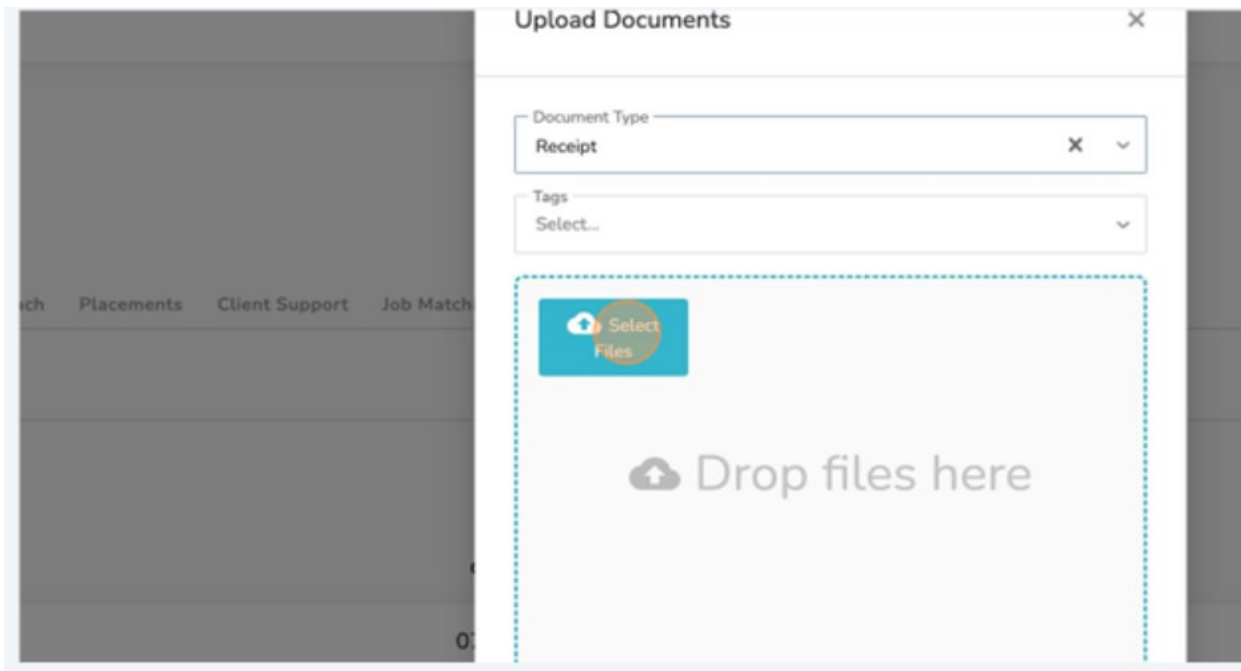 Upload Documents
Document Type
Receipt
Tags
Select...
Placements Client Support
Select
Files
Drop files here